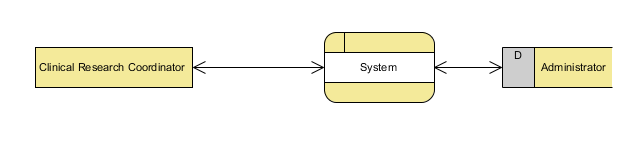 Clinical Research Coordinator
System
D
Administrator